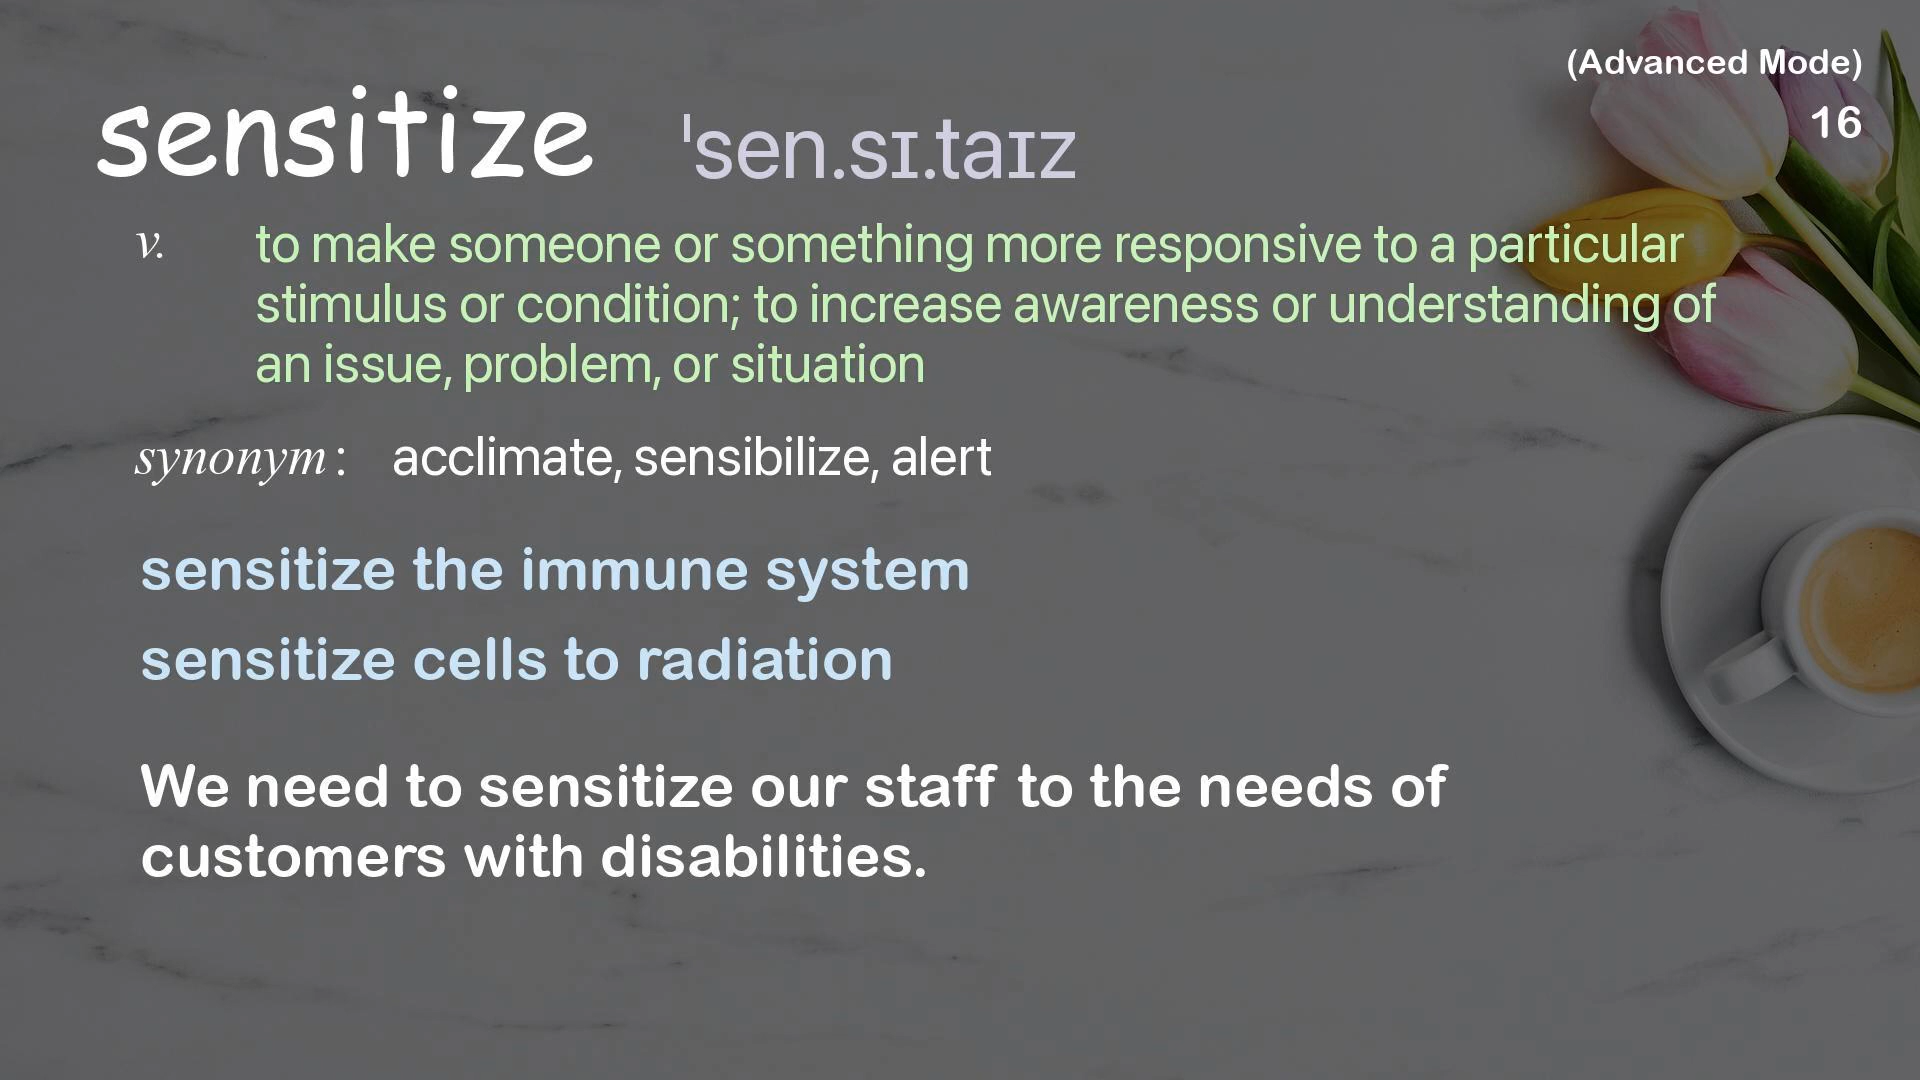 (Advanced Mode)
16
sensitize ˈsen.sɪ.taɪz
v. to make someone or something more responsive to a particular
stimulus or condition; to increase awareness or understanding of
an issue, problem, or situation
synonym: acclimate, sensibilize, alert
sensitize the immune system
sensitize cells to radiation
We need to sensitize our staff to the needs of
customers with disabilities.